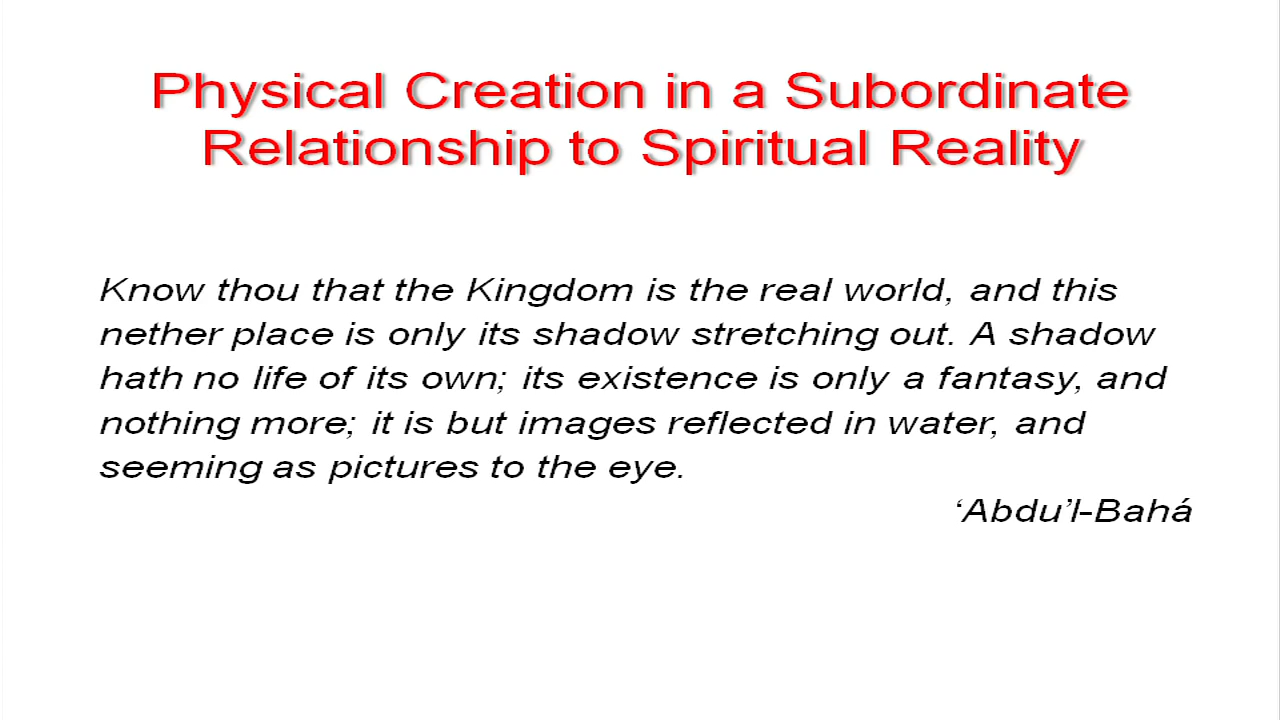 Physical Creation in a Subordinate
Relationship to Spiritual Reality
Know thou that the Kingdom is the real world, and this
nether place is only its shadow stretching out. A shadow
hath no life of its own; its existence is only a fantasy, and
nothing more; it is but images reflected in water, and
seeming as pictures to the eye.
‘Abdu’l-Bahá